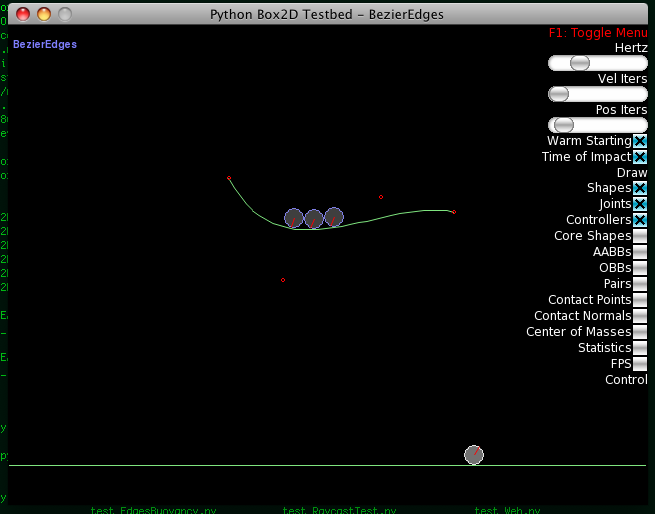 Python Box2D Testbed - BezierEdges
F1: Toggle Menu
BezierEdges
Hertz
Vel Iters
Pos Iters
Warm Starting
Time of Impact
Draw
Shapes
Joints
Controllers
Core Shapes
AABBs
OBBs
Pairs
Contact Points
Contact Normals
Center of Masses
Statistics
FPS
Control
test_EdgesBuoyancy.py test_RaycastTest.py test_Web.py